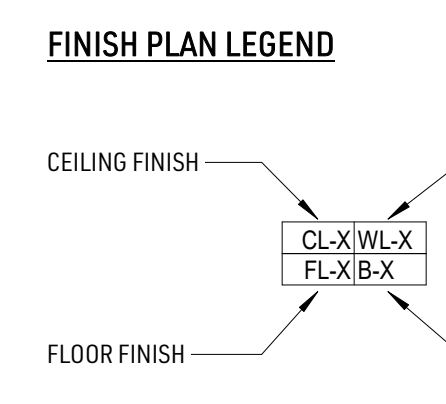 FINISH PLAN LEGEND
CEILING FINISH
CL-X WL-X
FL-X B-X
FLOOR FINISH